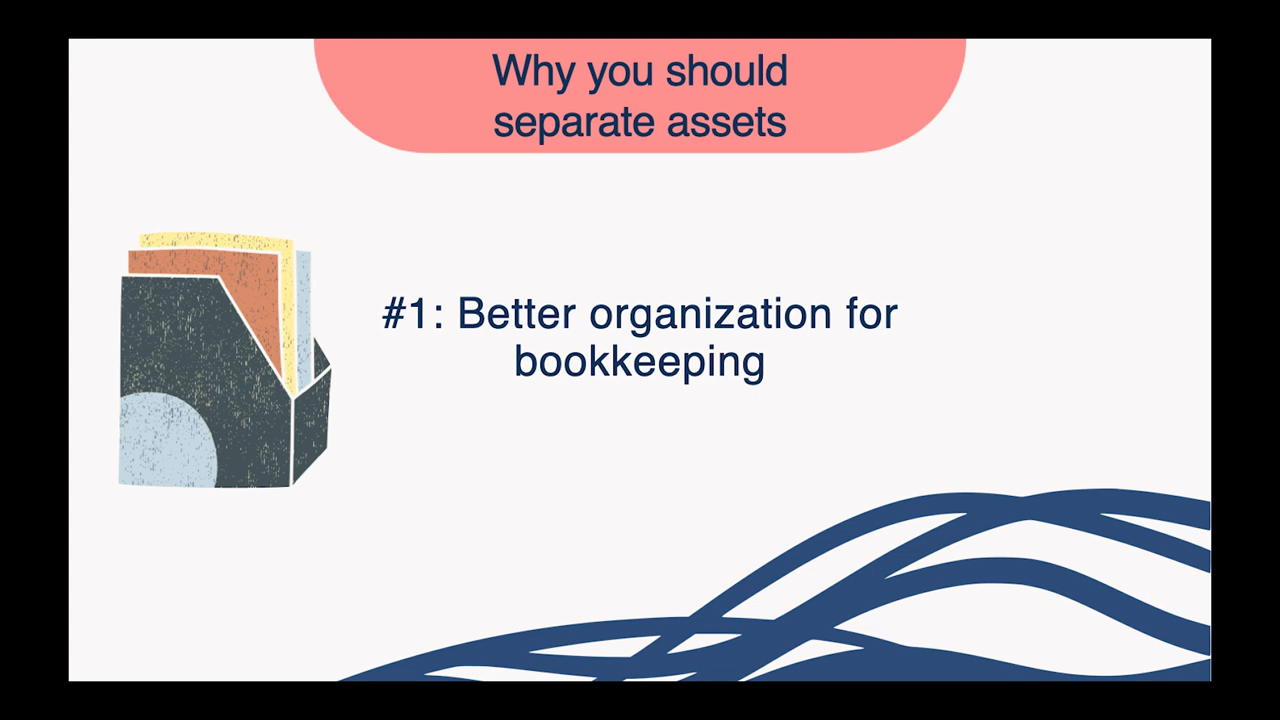 Why you should
separate assets
#1: Better organization for
bookkeeping